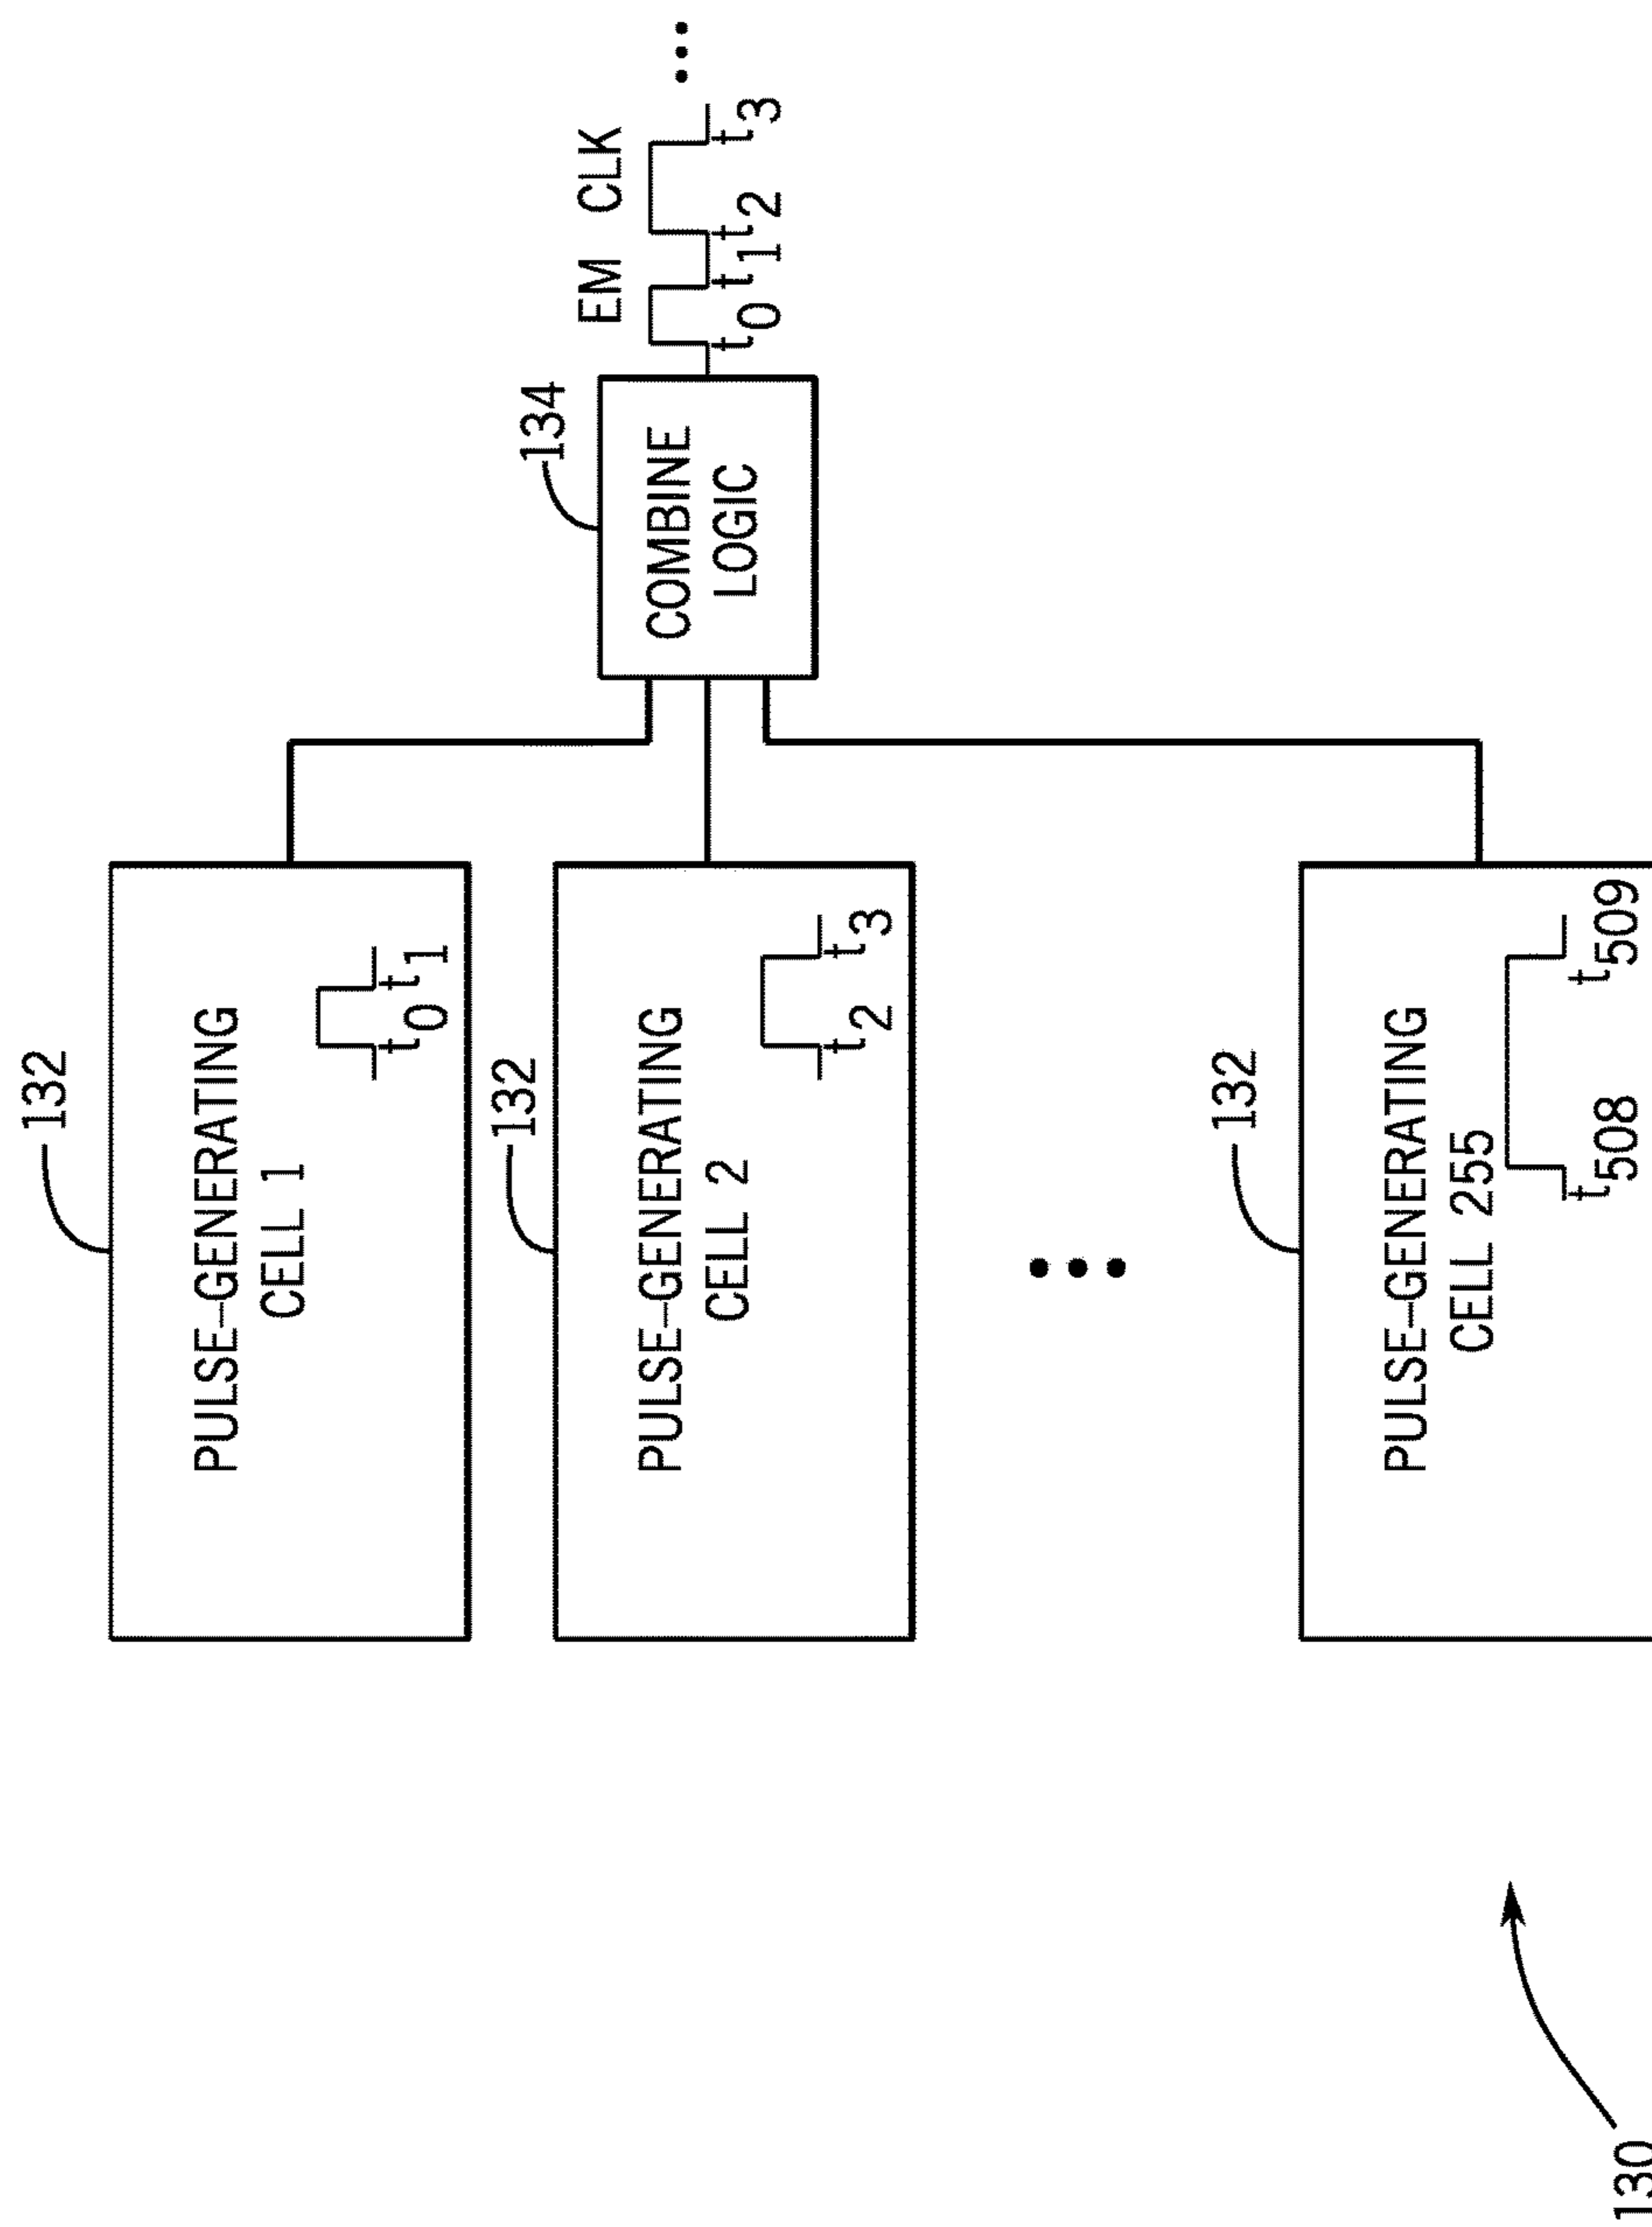 132
PULSE–GENERATING
CELL 1
t0 t1
132
PULSE–GENERATING
CELL 2
t2 t3
132
PULSE–GENERATING
CELL 255
t508 t509
134
COMBINE
LOGIC
EM CLK
t0 t1 t2 t3
130